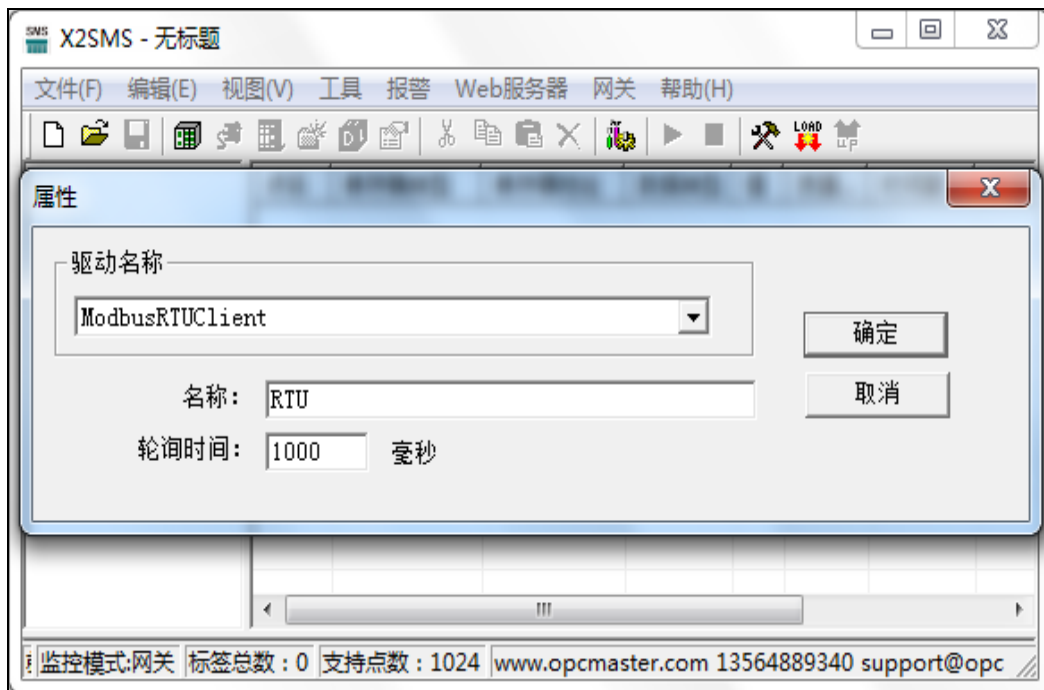 SMS X2SMS - 无标题
文件(F) 编辑(E) 视图(V) 工具 报警 Web服务器 网关 帮助(H)
LOAD UP
属性
驱动名称
ModbusRTUClient
确定
名称: RTU
取消
轮询时间: 1000 毫秒
监控模式:网关 标签总数 : 0 支持点数 : 1024 www.opcmaster.com 13564889340 support@opc